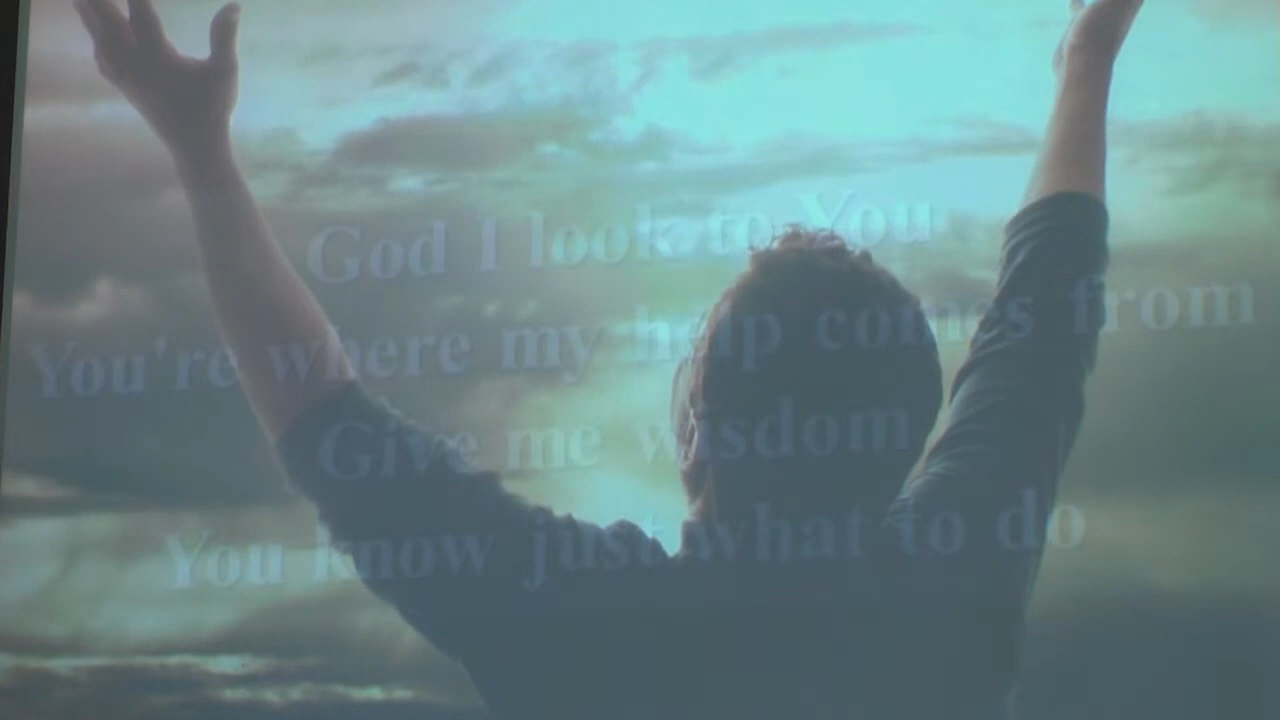 God I look to You
You're where my help comes from
Give me wisdom
You know just what to do